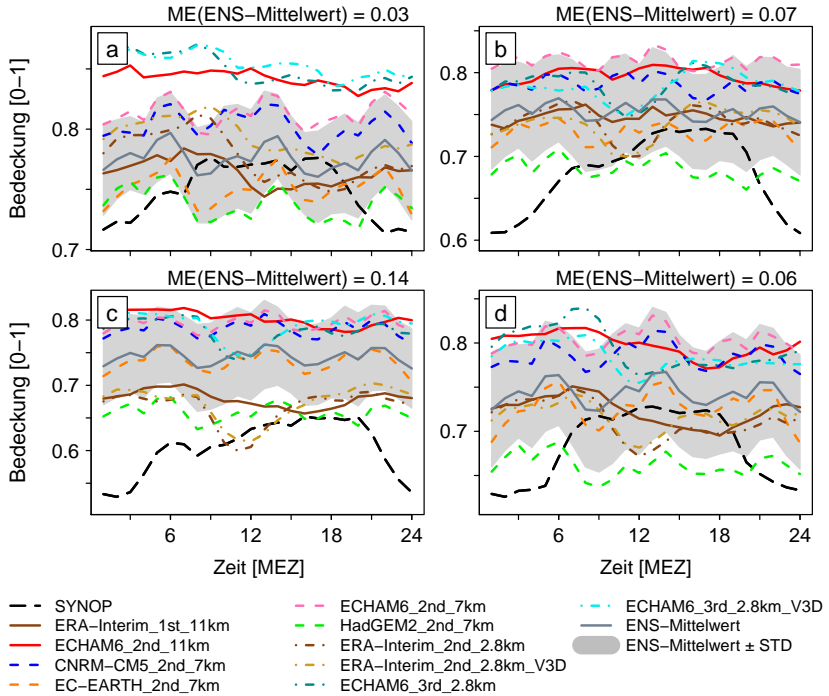 ME(ENS−Mittelwert) = 0.03
ME(ENS−Mittelwert) = 0.07
a
b
Bedeckung [0−1]
0.8
0.7
0.8
0.7
0.6
ME(ENS−Mittelwert) = 0.14
ME(ENS−Mittelwert) = 0.06
c
d
Bedeckung [0−1]
0.8
0.7
0.6
0.5
0.8
0.7
6 12 18 24
6 12 18 24
Zeit [MEZ]
Zeit [MEZ]
SYNOP
ERA−Interim_1st_11km
ECHAM6_2nd_11km
CNRM−CM5_2nd_7km
EC−EARTH_2nd_7km
ECHAM6_2nd_7km
HadGEM2_2nd_7km
ERA−Interim_2nd_2.8km
ERA−Interim_2nd_2.8km_V3D
ECHAM6_3rd_2.8km
ECHAM6_3rd_2.8km_V3D
ENS−Mittelwert
ENS−Mittelwert ± STD